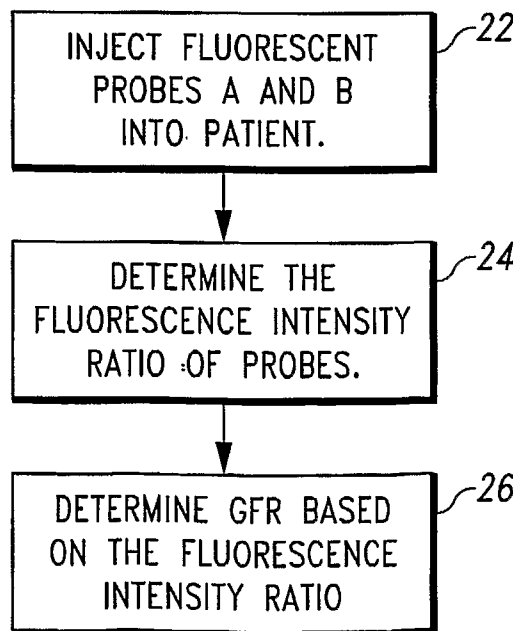 INJECT FLUORESCENT
PROBES A AND B
INTO PATIENT.
22
DETERMINE THE
FLUORESCENCE INTENSITY
RATIO OF PROBES.
24
DETERMINE GFR BASED
ON THE FLUORESCENCE
INTENSITY RATIO
26